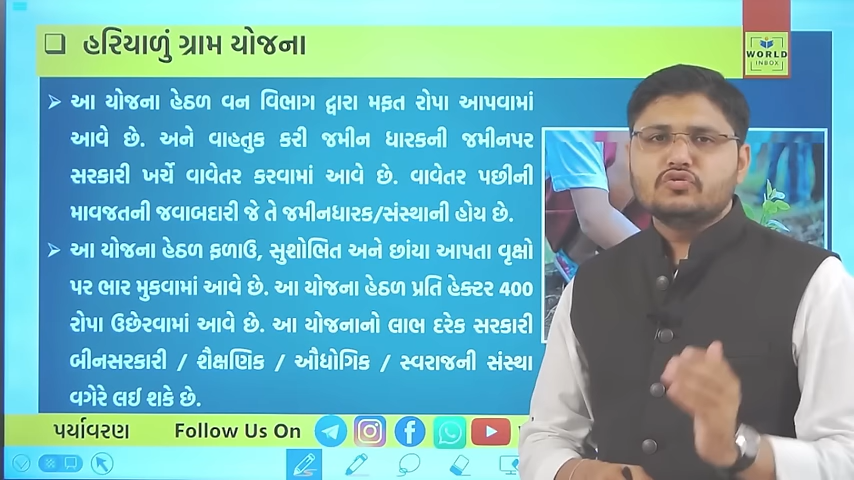 ❑ હરિયાળું ગ્રામ યોજના
WORLD
INBOX
➢ આ યોજના હેઠળ વન વિભાગ દ્વારા મફત રોપા આપવામાં
આવે છે. અને વાહતુક કરી જમીન ધારકની જમીનપર
સરકારી ખર્ચે વાવેતર કરવામાં આવે છે. વાવેતર પછીની
માવજતની જવાબદારી જે તે જમીનધારક/સંસ્થાની હોય છે.
➢ આ યોજના હેઠળ ફળાઉ, સુશોભિત અને છાંયા આપતા વૃક્ષો
પર ભાર મુકવામાં આવે છે. આ યોજના હેઠળ પ્રતિ હેક્ટર 400
રોપા ઉછેરવામાં આવે છે. આ યોજનાનો લાભ દરેક સરકારી
બીનસરકારી / શૈક્ષણિક / ઔદ્યોગિક / સ્વરાજની સંસ્થા
વગેરે લઈ શકે છે.
પર્યાવરણ Follow Us On